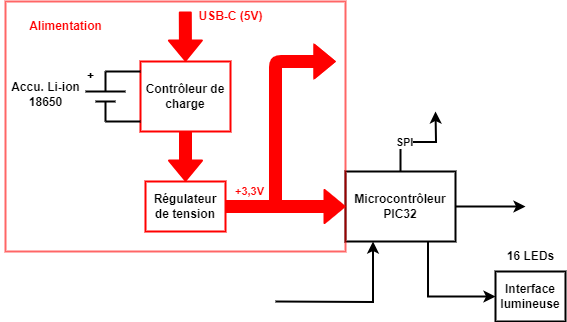 USB-C (5V)
Alimentation
Accu. Li-ion
18650
+
Contrôleur de
charge
Régulateur
de tension
+3,3V
SPI
Microcontrôleur
PIC32
16 LEDs
Interface
lumineuse